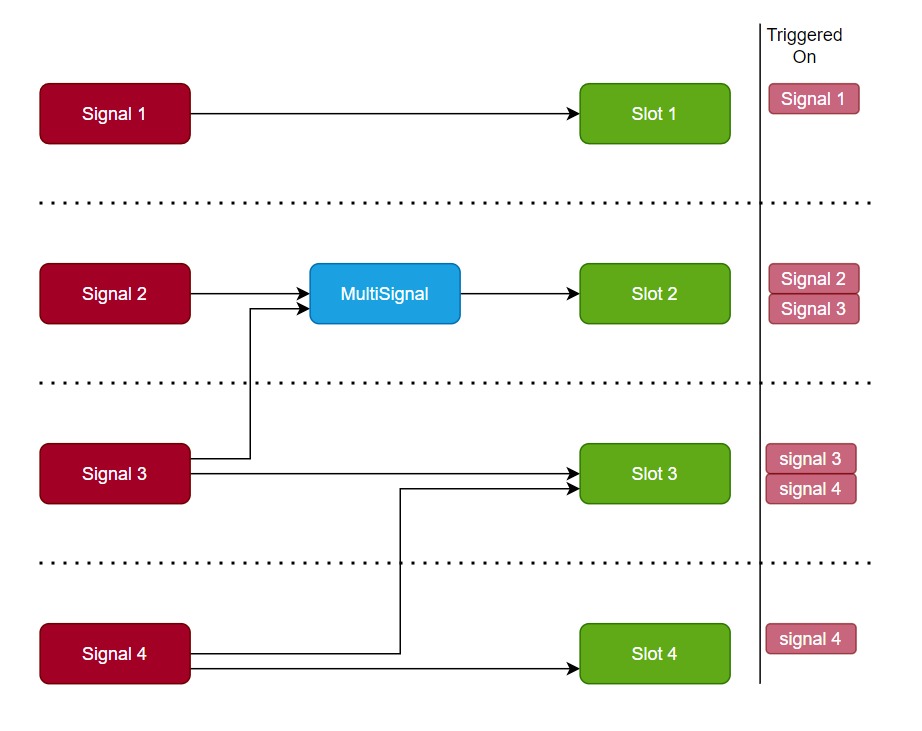 Triggered
On
Signal 1
Slot 1
Signal 1
Signal 2
MultiSignal
Slot 2
Signal 2
Signal 3
Signal 3
Slot 3
signal 3
signal 4
Signal 4
Slot 4
signal 4